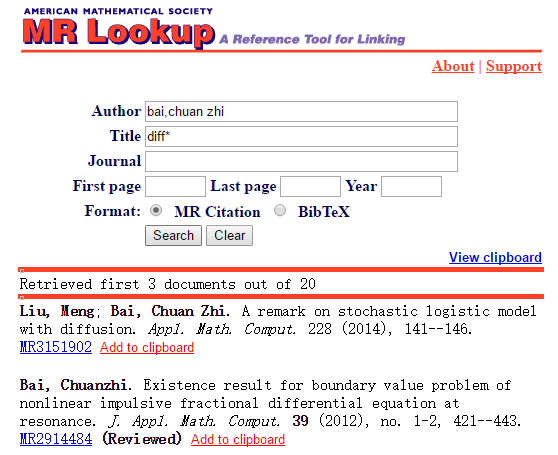 AMERICAN MATHEMATICAL SOCIETY
MR Lookup A Reference Tool for Linking
About | Support
Author bai,chuan zhi
Title diff*
Journal
First page Last page Year
Format: MR Citation BibTeX
Search Clear
View clipboard
Retrieved first 3 documents out of 20
Liu, Meng; Bai, Chuan Zhi. A remark on stochastic logistic model
with diffusion. Appl. Math. Comput. 228 (2014), 141--146.
MR3151902 Add to clipboard
Bai, Chuanzhi. Existence result for boundary value problem of
nonlinear impulsive fractional differential equation at
resonance. J. Appl. Math. Comput. 39 (2012), no. 1-2, 421--443.
MR2914484 (Reviewed) Add to clipboard